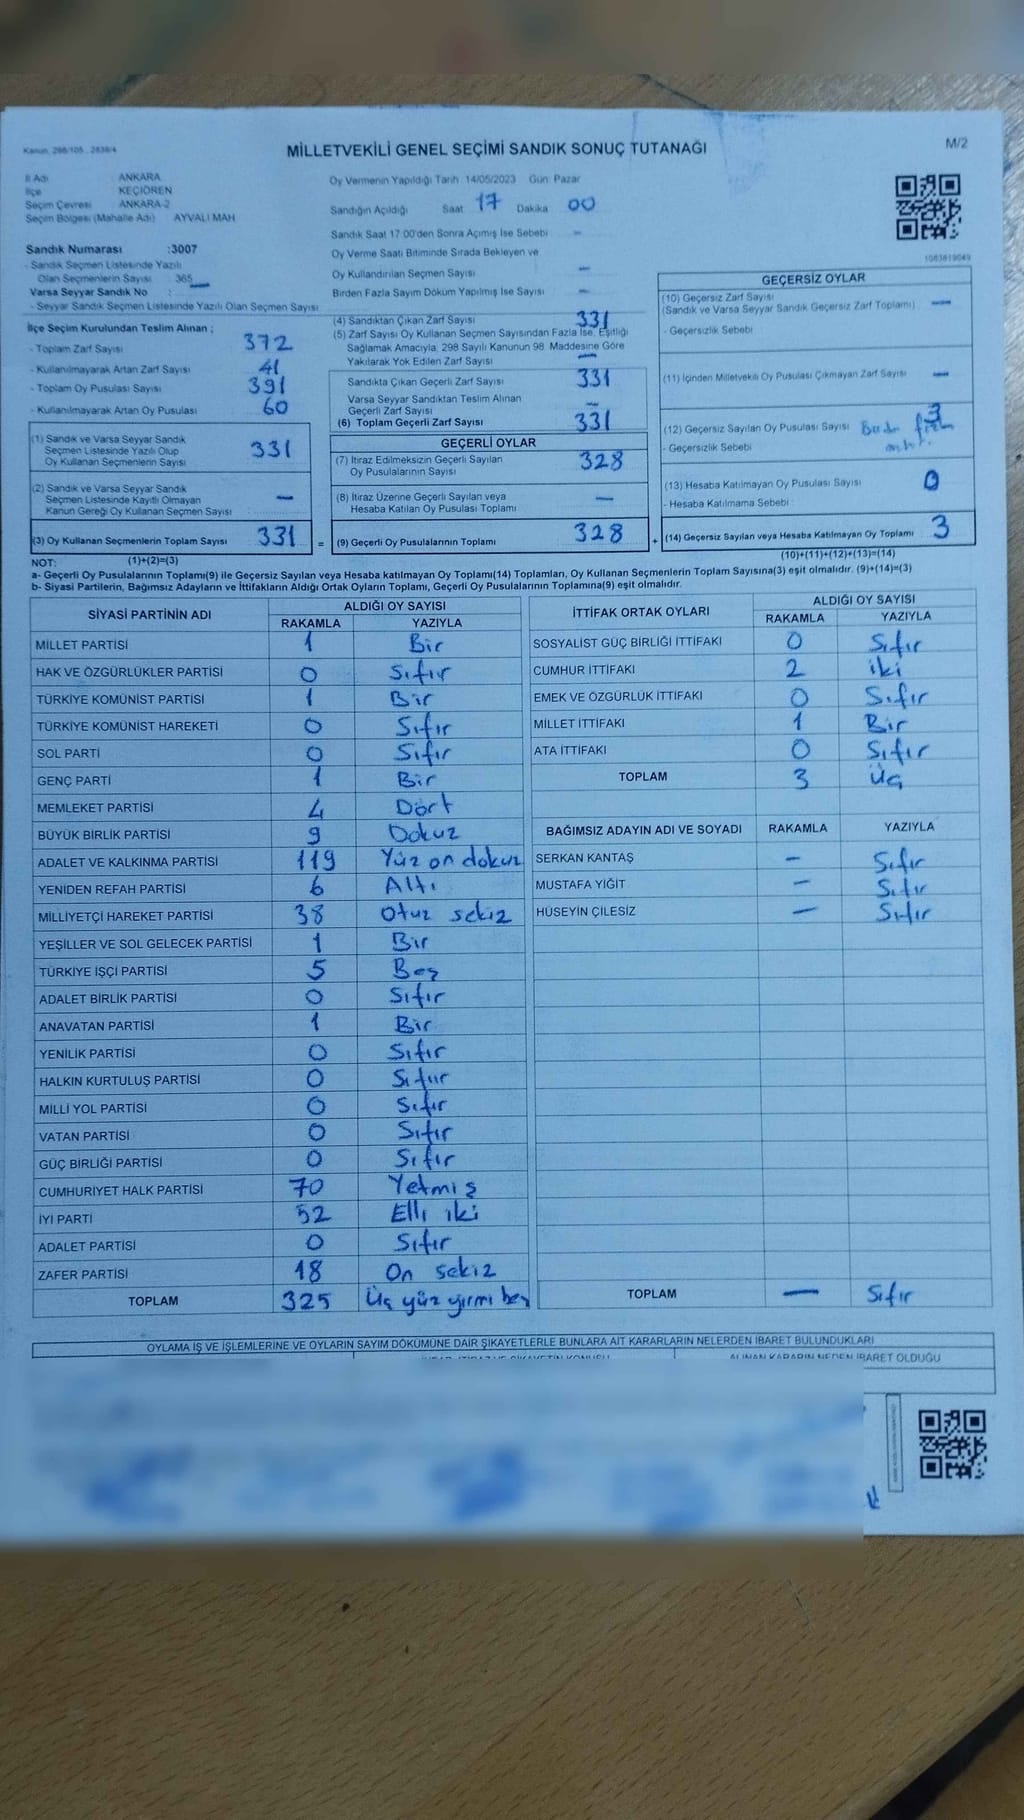 Kanun. 298/105 . 2839/4
MİLLETVEKİLİ GENEL SEÇİMİ SANDIK SONUÇ TUTANAĞI
M/2
İl Adı : ANKARA
İlçe : KEÇİÖREN
Seçim Çevresi : ANKARA-2
Seçim Bölgesi (Mahalle Adı) : AYVALI MAH
Sandık Numarası :3007
- Sandık Seçmen Listesinde Yazılı
Olan Seçmenlerin Sayısı : 365
Varsa Seyyar Sandık No : —
- Seyyar Sandık Seçmen Listesinde Yazılı Olan Seçmen Sayısı
Oy Vermenin Yapıldığı Tarih: 14/05/2023 Gün: Pazar
Sandığın Açıldığı Saat 17 Dakika 00
Sandık Saat 17:00'den Sonra Açımış İse Sebebi –
Oy Verme Saati Bitiminde Sırada Bekleyen ve
Oy Kullandırılan Seçmen Sayısı –
Birden Fazla Sayım Döküm Yapılmış İse Sayısı –
1083819049
İlçe Seçim Kurulundan Teslim Alınan ;
- Toplam Zarf Sayısı 372
- Kullanılmayarak Artan Zarf Sayısı 41
- Toplam Oy Pusulası Sayısı 391
- Kullanılmayarak Artan Oy Pusulası 60
(1) Sandık ve Varsa Seyyar Sandık
Seçmen Listesinde Yazılı Olup
Oy Kullanan Seçmenlerin Sayısı 331
(2) Sandık ve Varsa Seyyar Sandık
Seçmen Listesinde Kayıtlı Olmayan
Kanun Gereği Oy Kullanan Seçmen Sayısı : –
(3) Oy Kullanan Seçmenlerin Toplam Sayısı 331 =
(1)+(2)=(3)
(4) Sandıktan Çıkan Zarf Sayısı 331
(5) Zarf Sayısı Oy Kullanan Seçmen Sayısından Fazla İse, Eşitliği
Sağlamak Amacıyla, 298 Sayılı Kanunun 98. Maddesine Göre
Yakılarak Yok Edilen Zarf Sayısı –
Sandıkta Çıkan Geçerli Zarf Sayısı 331
Varsa Seyyar Sandıktan Teslim Alınan
Geçerli Zarf Sayısı –
(6) Toplam Geçerli Zarf Sayısı 331
GEÇERLİ OYLAR
(7) İtiraz Edilmeksizin Geçerli Sayılan
Oy Pusulalarının Sayısı 328
(8) İtiraz Üzerine Geçerli Sayılan veya
Hesaba Katılan Oy Pusulası Toplamı –
(9) Geçerli Oy Pusulalarının Toplamı 328 +
GEÇERSİZ OYLAR
(10) Geçersiz Zarf Sayısı –
(Sandık ve Varsa Seyyar Sandık Geçersiz Zarf Toplamı)
- Geçersizlik Sebebi
(11) İçinden Milletvekili Oy Pusulası Çıkmayan Zarf Sayısı –
(12) Geçersiz Sayılan Oy Pusulası Sayısı 3
- Geçersizlik Sebebi
(13) Hesaba Katılmayan Oy Pusulası Sayısı 0
- Hesaba Katılmama Sebebi :
(14) Geçersiz Sayılan veya Hesaba Katılmayan Oy Toplamı 3
(10)+(11)+(12)+(13)=(14)
NOT:
a- Geçerli Oy Pusulalarının Toplamı(9) ile Geçersiz Sayılan veya Hesaba katılmayan Oy Toplamı(14) Toplamları, Oy Kullanan Seçmenlerin Toplam Sayısına(3) eşit olmalıdır. (9)+(14)=(3)
b- Siyasi Partilerin, Bağımsız Adayların ve İttifakların Aldığı Ortak Oyların Toplamı, Geçerli Oy Pusulalarının Toplamına(9) eşit olmalıdır.
SİYASİ PARTİNİN ADI ALDIĞI OY SAYISI
RAKAMLA YAZIYLA
MİLLET PARTİSİ 1 Bir
HAK VE ÖZGÜRLÜKLER PARTİSİ 0 Sıfır
TÜRKİYE KOMÜNİST PARTİSİ 1 Bir
TÜRKİYE KOMÜNİST HAREKETİ 0 Sıfır
SOL PARTİ 0 Sıfır
GENÇ PARTİ 1 Bir
MEMLEKET PARTİSİ 4 Dört
BÜYÜK BİRLİK PARTİSİ 9 Dokuz
ADALET VE KALKINMA PARTİSİ 119 Yüz on dokuz
YENİDEN REFAH PARTİSİ 6 Altı
MİLLİYETÇİ HAREKET PARTİSİ 38 Otuz sekiz
YEŞİLLER VE SOL GELECEK PARTİSİ 1 Bir
TÜRKİYE İŞÇİ PARTİSİ 5 Beş
ADALET BİRLİK PARTİSİ 0 Sıfır
ANAVATAN PARTİSİ 1 Bir
YENİLİK PARTİSİ 0 Sıfır
HALKIN KURTULUŞ PARTİSİ 0 Sıfır
MİLLİ YOL PARTİSİ 0 Sıfır
VATAN PARTİSİ 0 Sıfır
GÜÇ BİRLİĞİ PARTİSİ 0 Sıfır
CUMHURİYET HALK PARTİSİ 70 Yetmiş
İYİ PARTİ 52 Elli iki
ADALET PARTİSİ 0 Sıfır
ZAFER PARTİSİ 18 On sekiz
TOPLAM 325 Üç yüz yirmi beş
İTTİFAK ORTAK OYLARI ALDIĞI OY SAYISI
RAKAMLA YAZIYLA
SOSYALİST GÜÇ BİRLİĞİ İTTİFAKI 0 Sıfır
CUMHUR İTTİFAKI 2 iki
EMEK VE ÖZGÜRLÜK İTTİFAKI 0 Sıfır
MİLLET İTTİFAKI 1 Bir
ATA İTTİFAKI 0 Sıfır
TOPLAM 3 Üç
BAĞIMSIZ ADAYIN ADI VE SOYADI RAKAMLA YAZIYLA
SERKAN KANTAŞ – Sıfır
MUSTAFA YİĞİT – Sıfır
HÜSEYİN ÇİLESİZ – Sıfır
TOPLAM — Sıfır
OYLAMA İŞ VE İŞLEMLERİNE VE OYLARIN SAYIM DÖKÜMÜNE DAİR ŞİKAYETLERLE BUNLARA AİT KARARLARIN NELERDEN İBARET BULUNDUKLARI
ALINAN KARARIN NEDEN İBARET OLDUĞU